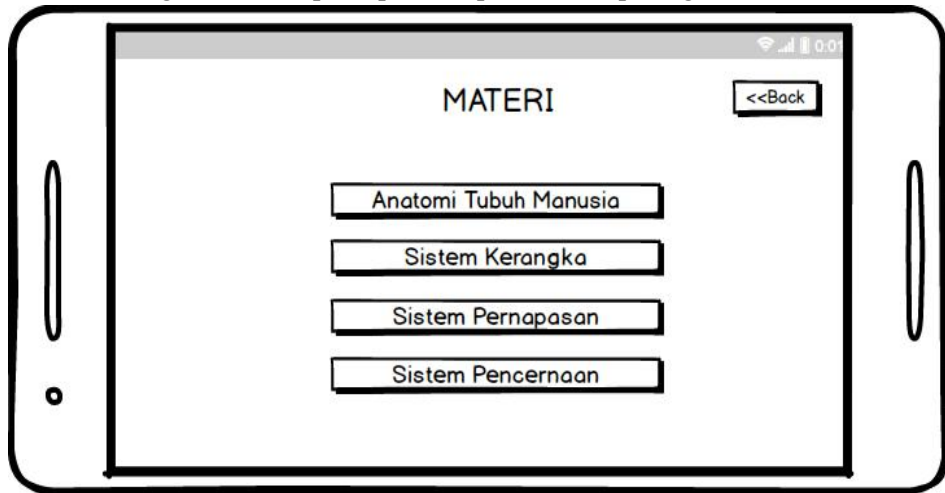 0:01
MATERI
<<Back
Anatomi Tubuh Manusia
Sistem Kerangka
Sistem Pernapasan
Sistem Pencernaan